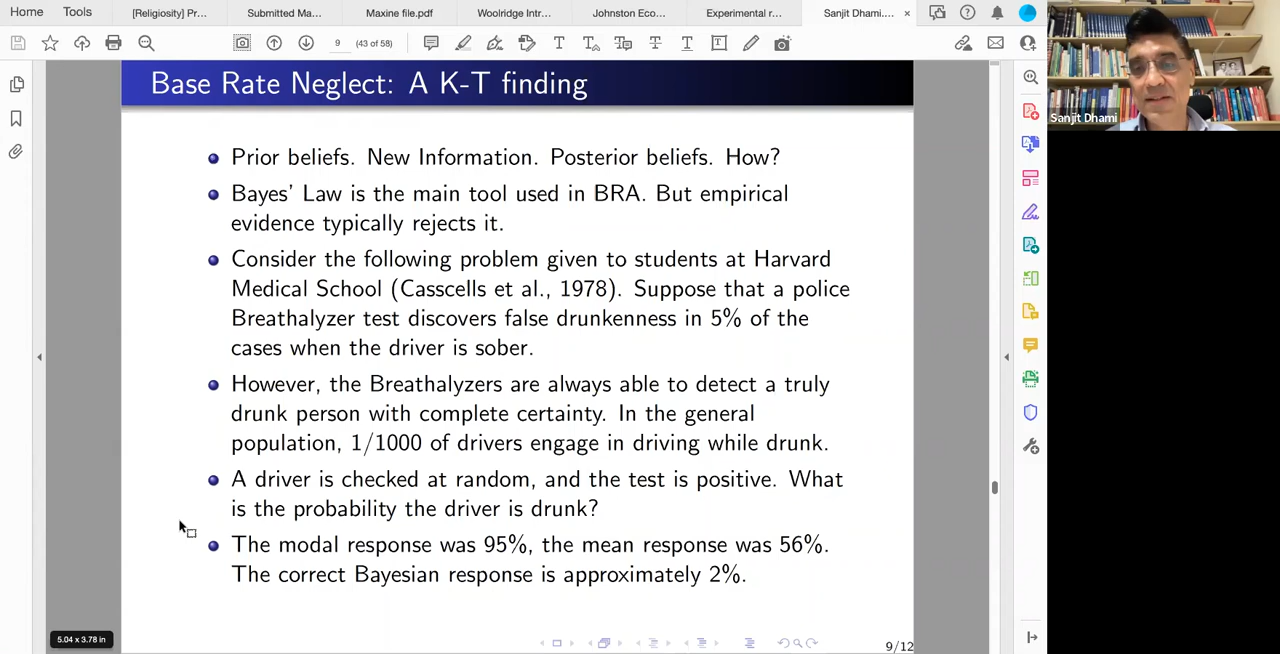 Home
Tools
[Religiosity] Pr...
Submitted Ma...
Maxine file.pdf
Woolridge Intr...
Johnston Eco...
Experimental r...
Sanjit Dhami....
×
9
(43 of 58)
Base Rate Neglect: A K-T finding
Prior beliefs. New Information. Posterior beliefs. How?
Bayes' Law is the main tool used in BRA. But empirical
evidence typically rejects it.
Consider the following problem given to students at Harvard
Medical School (Casscells et al., 1978). Suppose that a police
Breathalyzer test discovers false drunkenness in 5% of the
cases when the driver is sober.
However, the Breathalyzers are always able to detect a truly
drunk person with complete certainty. In the general
population, 1/1000 of drivers engage in driving while drunk.
A driver is checked at random, and the test is positive. What
is the probability the driver is drunk?
The modal response was 95%, the mean response was 56%.
The correct Bayesian response is approximately 2%.
5.04 x 3.78 in
9/12
Sanjit Dhami